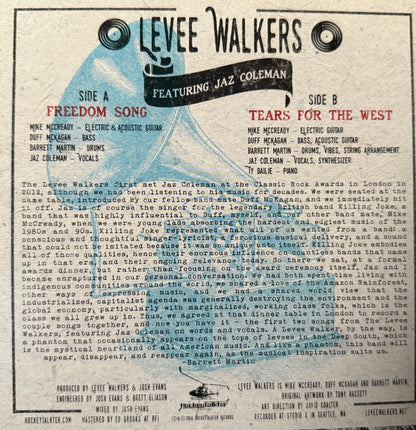 LEVEE WALKERS
FEATURING JAZ COLEMAN
SIDE A
FREEDOM SONG
MIKE MCCREADY – ELECTRIC & ACOUSTIC GUITAR
DUFF MCKAGAN – BASS
BARRETT MARTIN – DRUMS
JAZ COLEMAN – VOCALS
SIDE B
TEARS FOR THE WEST
MIKE MCCREADY – ELECTRIC GUITAR
DUFF MCKAGAN – BASS, ACOUSTIC GUITAR
BARRETT MARTIN – DRUMS, VIBES, STRING ARRANGEMENT
JAZ COLEMAN – VOCALS, SYNTHESIZER
TY BAILIE – PIANO
The Levee Walkers first met Jaz Coleman at the Classic Rock Awards in London in
2012, although we had been listening to his music for decades. We were seated at the
same table, introduced by our fellow band mate Duff McKagan, and we immediately hit
it off. Jaz is of course the singer for the legendary British band Killing Joke, a
band that was highly influential to Duff, myself, and our other band mate, Mike
McCready, when we were young lads absorbing the hardest and edgiest music of the
1980s and 90s. Killing Joke represented what all of us wanted from a band: a
conscious and thoughtful singer-lyricist, a ferocious musical delivery, and a sound
that could not be imitated because it was so original. In fact, Killing Joke embodies
all of those qualities, hence their enormous influence on countless bands that came
up in that era and their ongoing relevance today. So here we sat, at a formal
awards dinner, but rather than focusing on the award ceremony itself, Jaz and I
became enraptured in our personal conversation. We had both spent time living with
indigenous communities around the world, we shared a love of the Amazon Rainforest,
other ways of expressing music, and we had a shared world view that the
industrialized, capitalist agenda was generally destroying the environment and the
global economy, particularly with marginalized, working class folks, which is the
class we all grew up in. Thus, we agreed at that dinner table in London to record a
couple songs together, and now you have it – the first two songs from The Levee
Walkers, featuring Jaz Coleman on words and vocals. A Levee Walker, by the way, is
a phantom that occasionally appears on the tops of levees in the Deep South, which
is the mystical heartland of all American music. And like a phantom, this band will
appear, disappear, and reappear again, as the musical inspiration suits us.
–Barrett Martin
PRODUCED BY LEVEE WALKERS & JOSH EVANS
ENGINEERED BY JOSH EVANS & BRETT ELIASON
MIXED BY JOSH EVANS
MASTERED BY ED BROOKS AT RFI
HOCKEYTALKTER.COM
HockeyTalkter
RECORDS
LEVEE WALKERS IS MIKE MCCREADY, DUFF MCKAGAN AND BARRETT MARTIN.
ORIGINAL ARTWORK BY TONY HASSETT
ART DIRECTION BY DAVID COALTER
RECORDED AT STUDIO X IN SEATTLE, WA
LEVEEWALKERS.NET